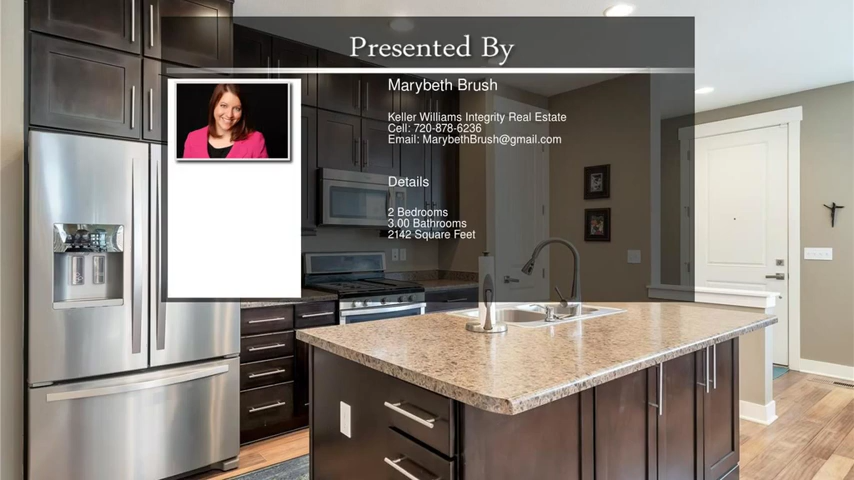 Presented By
Marybeth Brush
Keller Williams Integrity Real Estate
Cell: 720-878-6236
Email: MarybethBrush@gmail.com
Details
2 Bedrooms
3.00 Bathrooms
2142 Square Feet